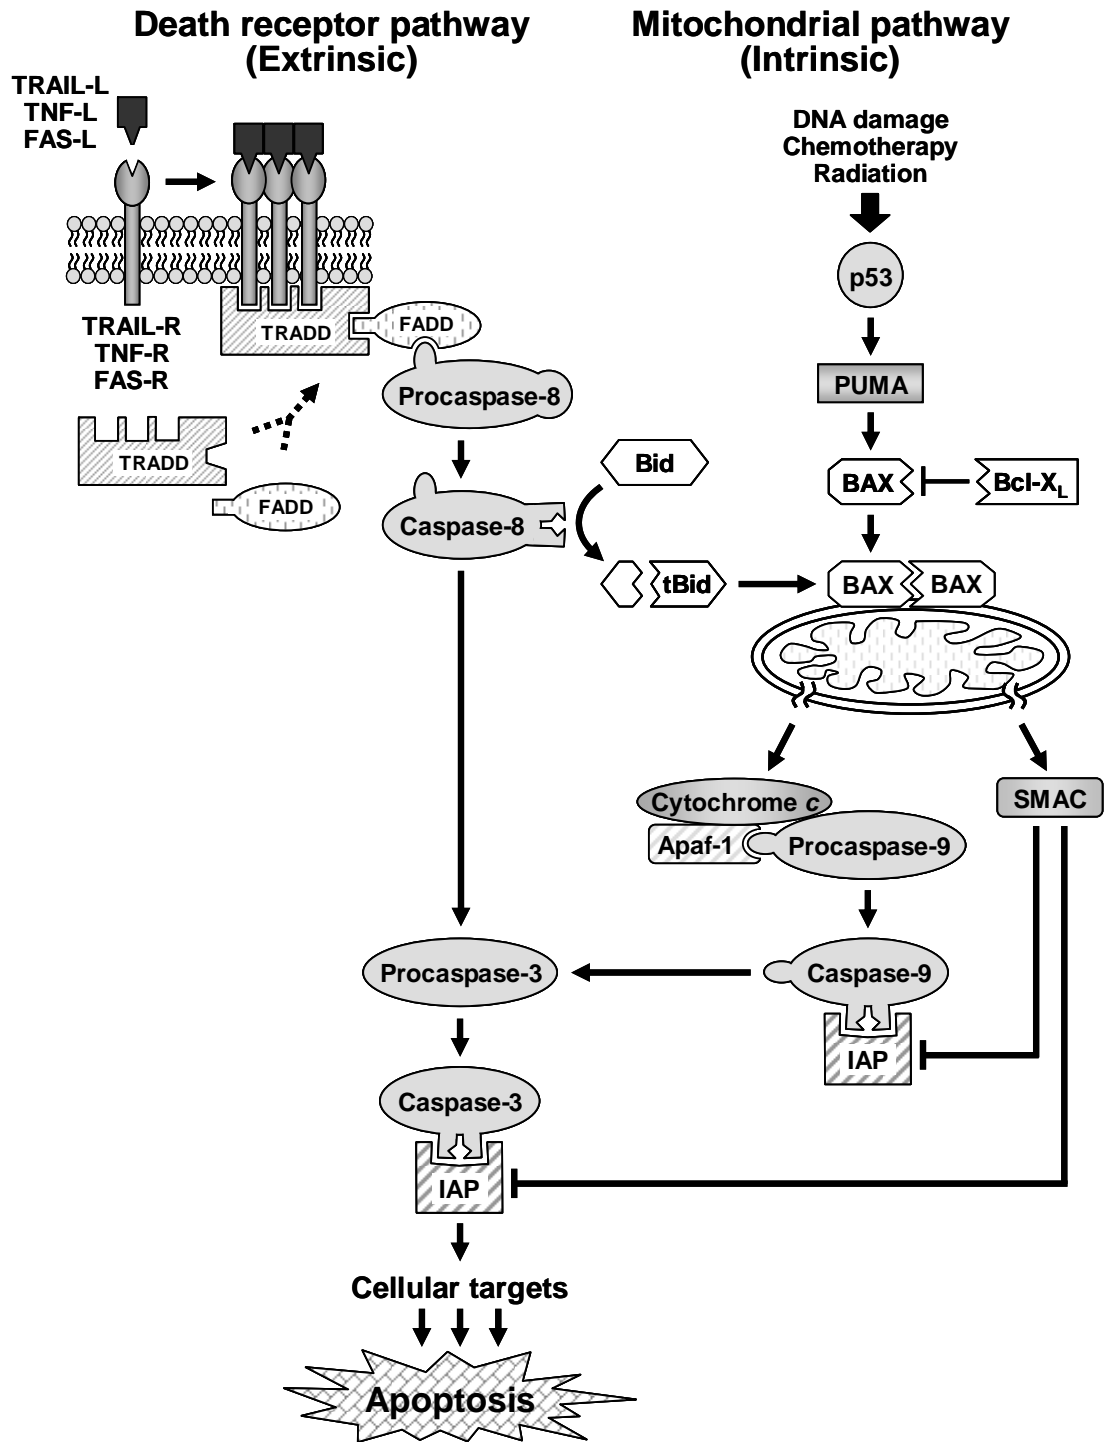 Death receptor pathway
(Extrinsic)
Mitochondrial pathway
(Intrinsic)
TRAIL-L
TNF-L
FAS-L
DNA damage
Chemotherapy
Radiation
p53
TRAIL-R
TNF-R
FAS-R
TRADD
FADD
PUMA
Procaspase-8
TRADD
FADD
Bid
BAX
Bcl-XL
Caspase-8
tBid
BAX
BAX
Cytochrome c
SMAC
Apaf-1
Procaspase-9
Procaspase-3
Caspase-9
IAP
Caspase-3
IAP
Cellular targets
Apoptosis